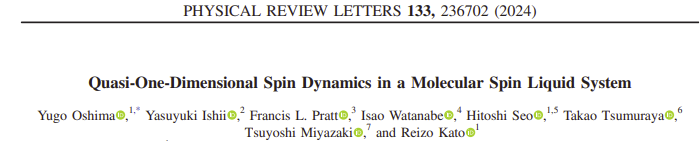 PHYSICAL REVIEW LETTERS 133, 236702 (2024)
Quasi-One-Dimensional Spin Dynamics in a Molecular Spin Liquid System
Yugo Oshima,1,* Yasuyuki Ishii,2 Francis L. Pratt,3 Isao Watanabe,4 Hitoshi Seo,1,5 Takao Tsumuraya,6
Tsuyoshi Miyazaki,7 and Reizo Kato1